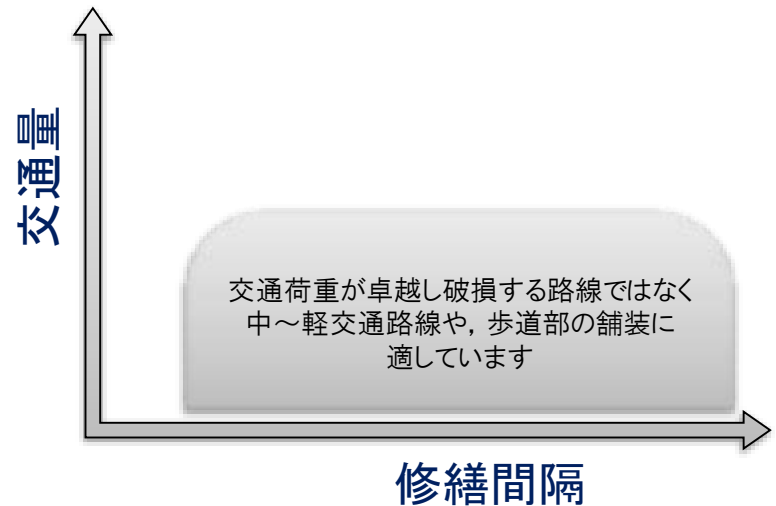 交通量
交通荷重が卓越し破損する路線ではなく
中～軽交通路線や，歩道部の舗装に
適しています
修繕間隔